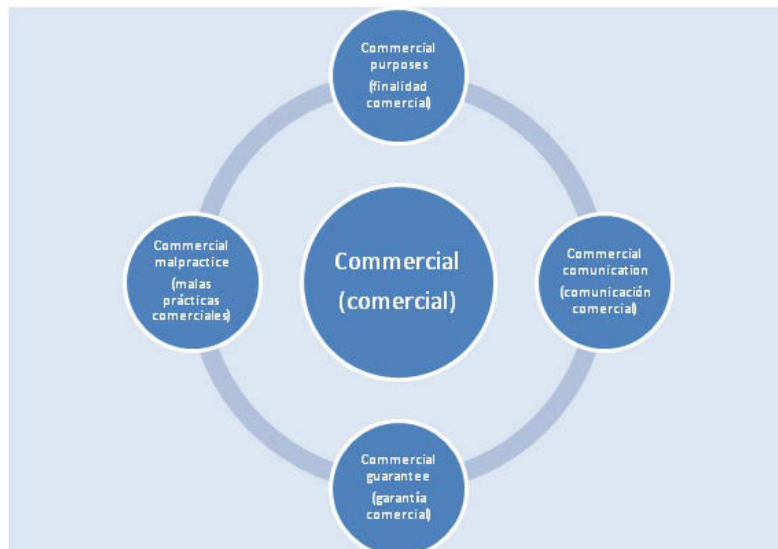 Commercial
purposes
(finalidad
comercial)
Commercial
malpractice
(malas
prácticas
comerciales)
Commercial
(comercial)
Commercial
comunication
(comunicación
comercial)
Commercial
guarantee
(garantía
comercial)